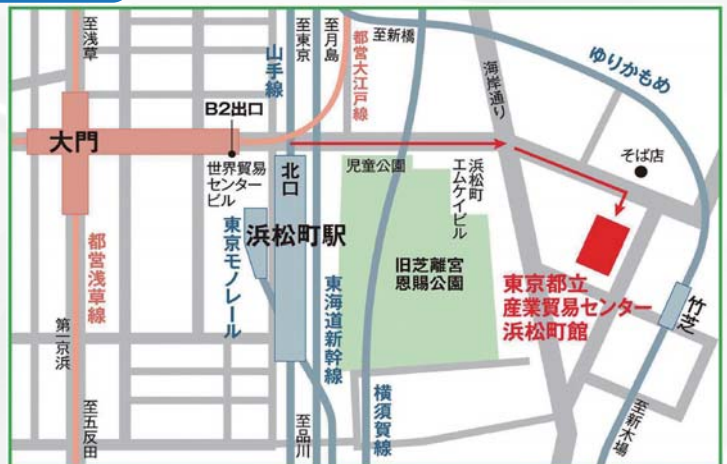 至浅草
山手線
至東京
至月島
都営大江戸線
至新橋
海岸通り
ゆりかもめ
B2出口
大門
世界貿易
センター
ビル
北口
児童公園
浜松町
エムケイビル
そば店
浜松町駅
東京モノレール
旧芝離宮
恩賜公園
東京都立
産業貿易センター
浜松町館
竹芝
都営浅草線
東海道新幹線
第一京浜
横須賀線
至五反田
至品川
至新木場